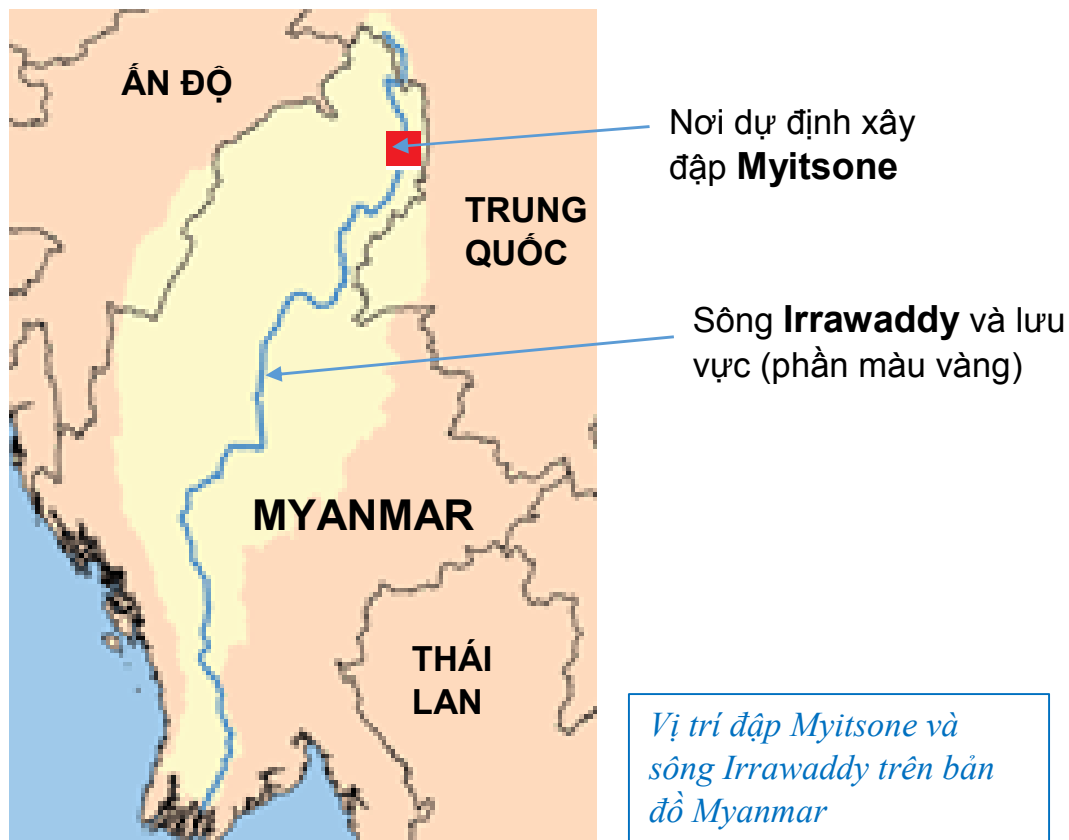 ẤN ĐỘ
Nơi dự định xây
đập Myitsone
TRUNG
QUỐC
Sông Irrawaddy và lưu
vực (phần màu vàng)
MYANMAR
THÁI
LAN
Vị trí đập Myitsone và
sông Irrawaddy trên bản
đồ Myanmar